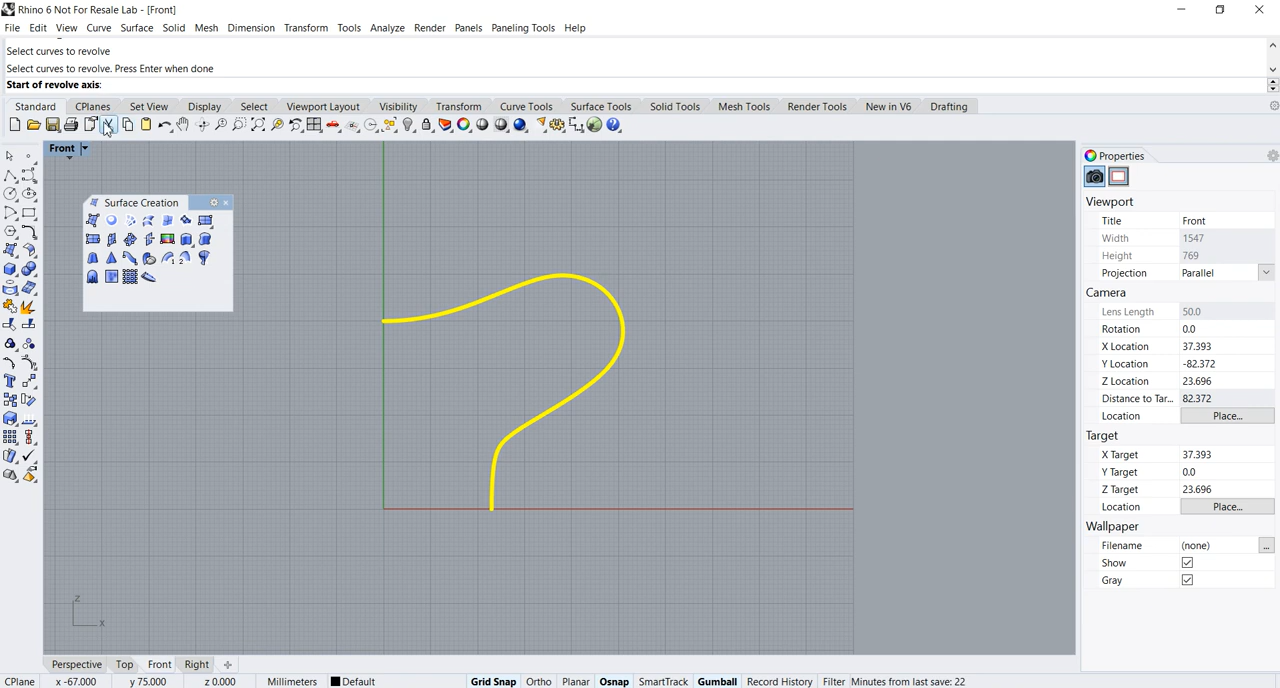 Rhino 6 Not For Resale Lab - [Front]
File Edit View Curve Surface Solid Mesh Dimension Transform Tools Analyze Render Panels Paneling Tools Help
Select curves to revolve
Select curves to revolve. Press Enter when done
Start of revolve axis:
Standard CPlanes Set View Display Select Viewport Layout Visibility Transform Curve Tools Surface Tools Solid Tools Mesh Tools Render Tools New in V6 Drafting
Front
Surface Creation
Properties
Viewport
Title Front
Width 1547
Height 769
Projection Parallel
Camera
Lens Length 50.0
Rotation 0.0
X Location 37.393
Y Location -82.372
Z Location 23.696
Distance to Tar... 82.372
Location Place...
Target
X Target 37.393
Y Target 0.0
Z Target 23.696
Location Place...
Wallpaper
Filename (none) ...
Show
Gray
z
x
Perspective Top Front Right
CPlane x -67.000 y 75.000 z 0.000 Millimeters Default Grid Snap Ortho Planar Osnap SmartTrack Gumball Record History Filter Minutes from last save: 22